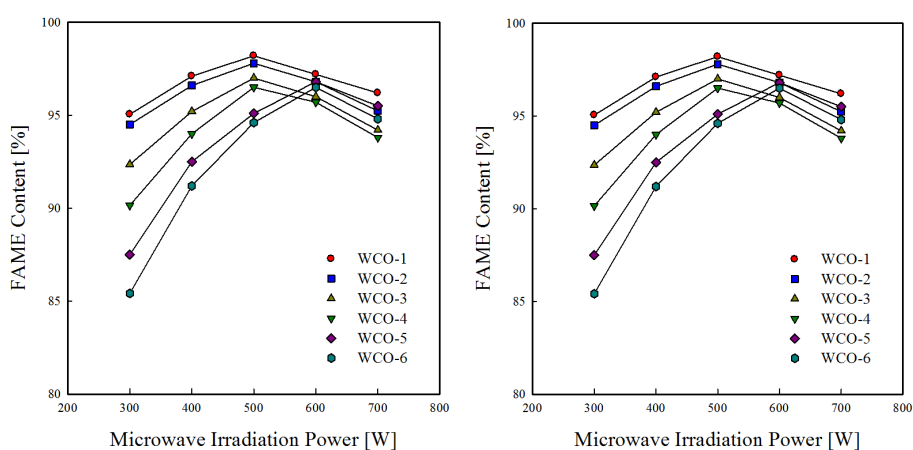 100
95
90
85
80
FAME Content [%]
WCO-1
WCO-2
WCO-3
WCO-4
WCO-5
WCO-6
200 300 400 500 600 700 800
Microwave Irradiation Power [W]
100
95
90
85
80
FAME Content [%]
WCO-1
WCO-2
WCO-3
WCO-4
WCO-5
WCO-6
200 300 400 500 600 700 800
Microwave Irradiation Power [W]